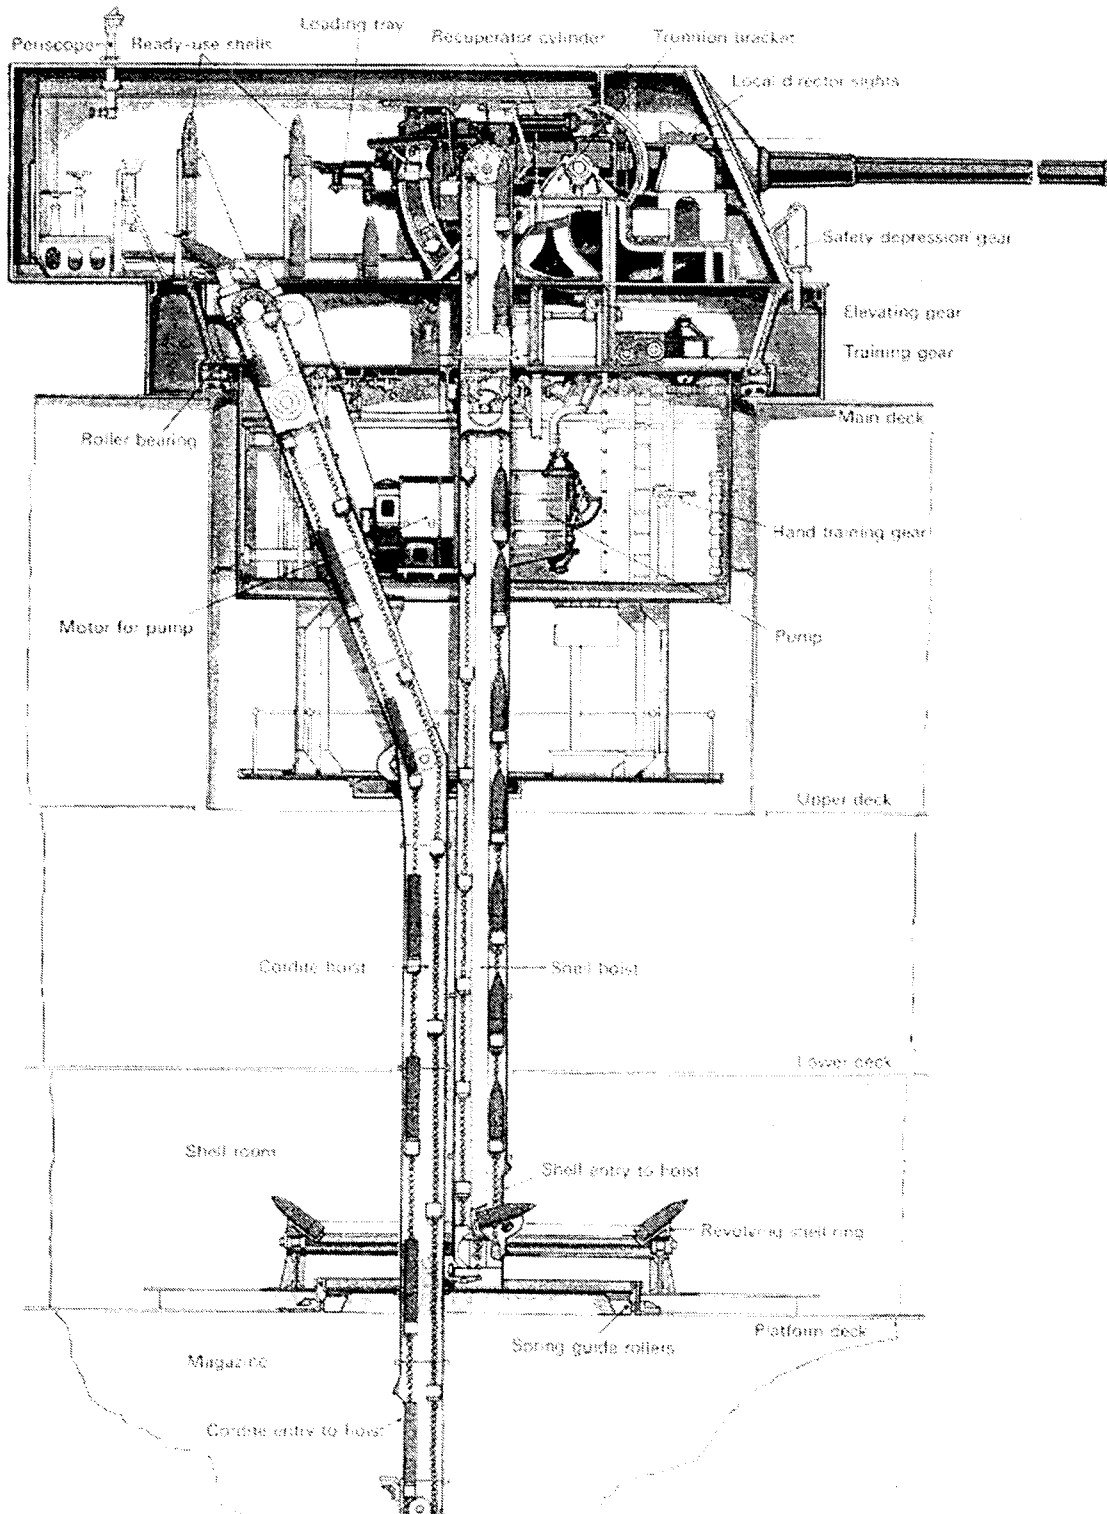 Loading tray
Periscope
Ready-use shells
Recuperator cylinder
Trunnion bracket
Local director sights
Safety depression gear
Elevating gear
Training gear
Main deck
Roller bearing
Hand training gear
Motor for pump
Pump
Upper deck
Cordite hoist
Shell hoist
Lower deck
Shell room
Shell entry to hoist
Revolving shell ring
Platform deck
Spring guide rollers
Magazine
Cordite entry to hoist